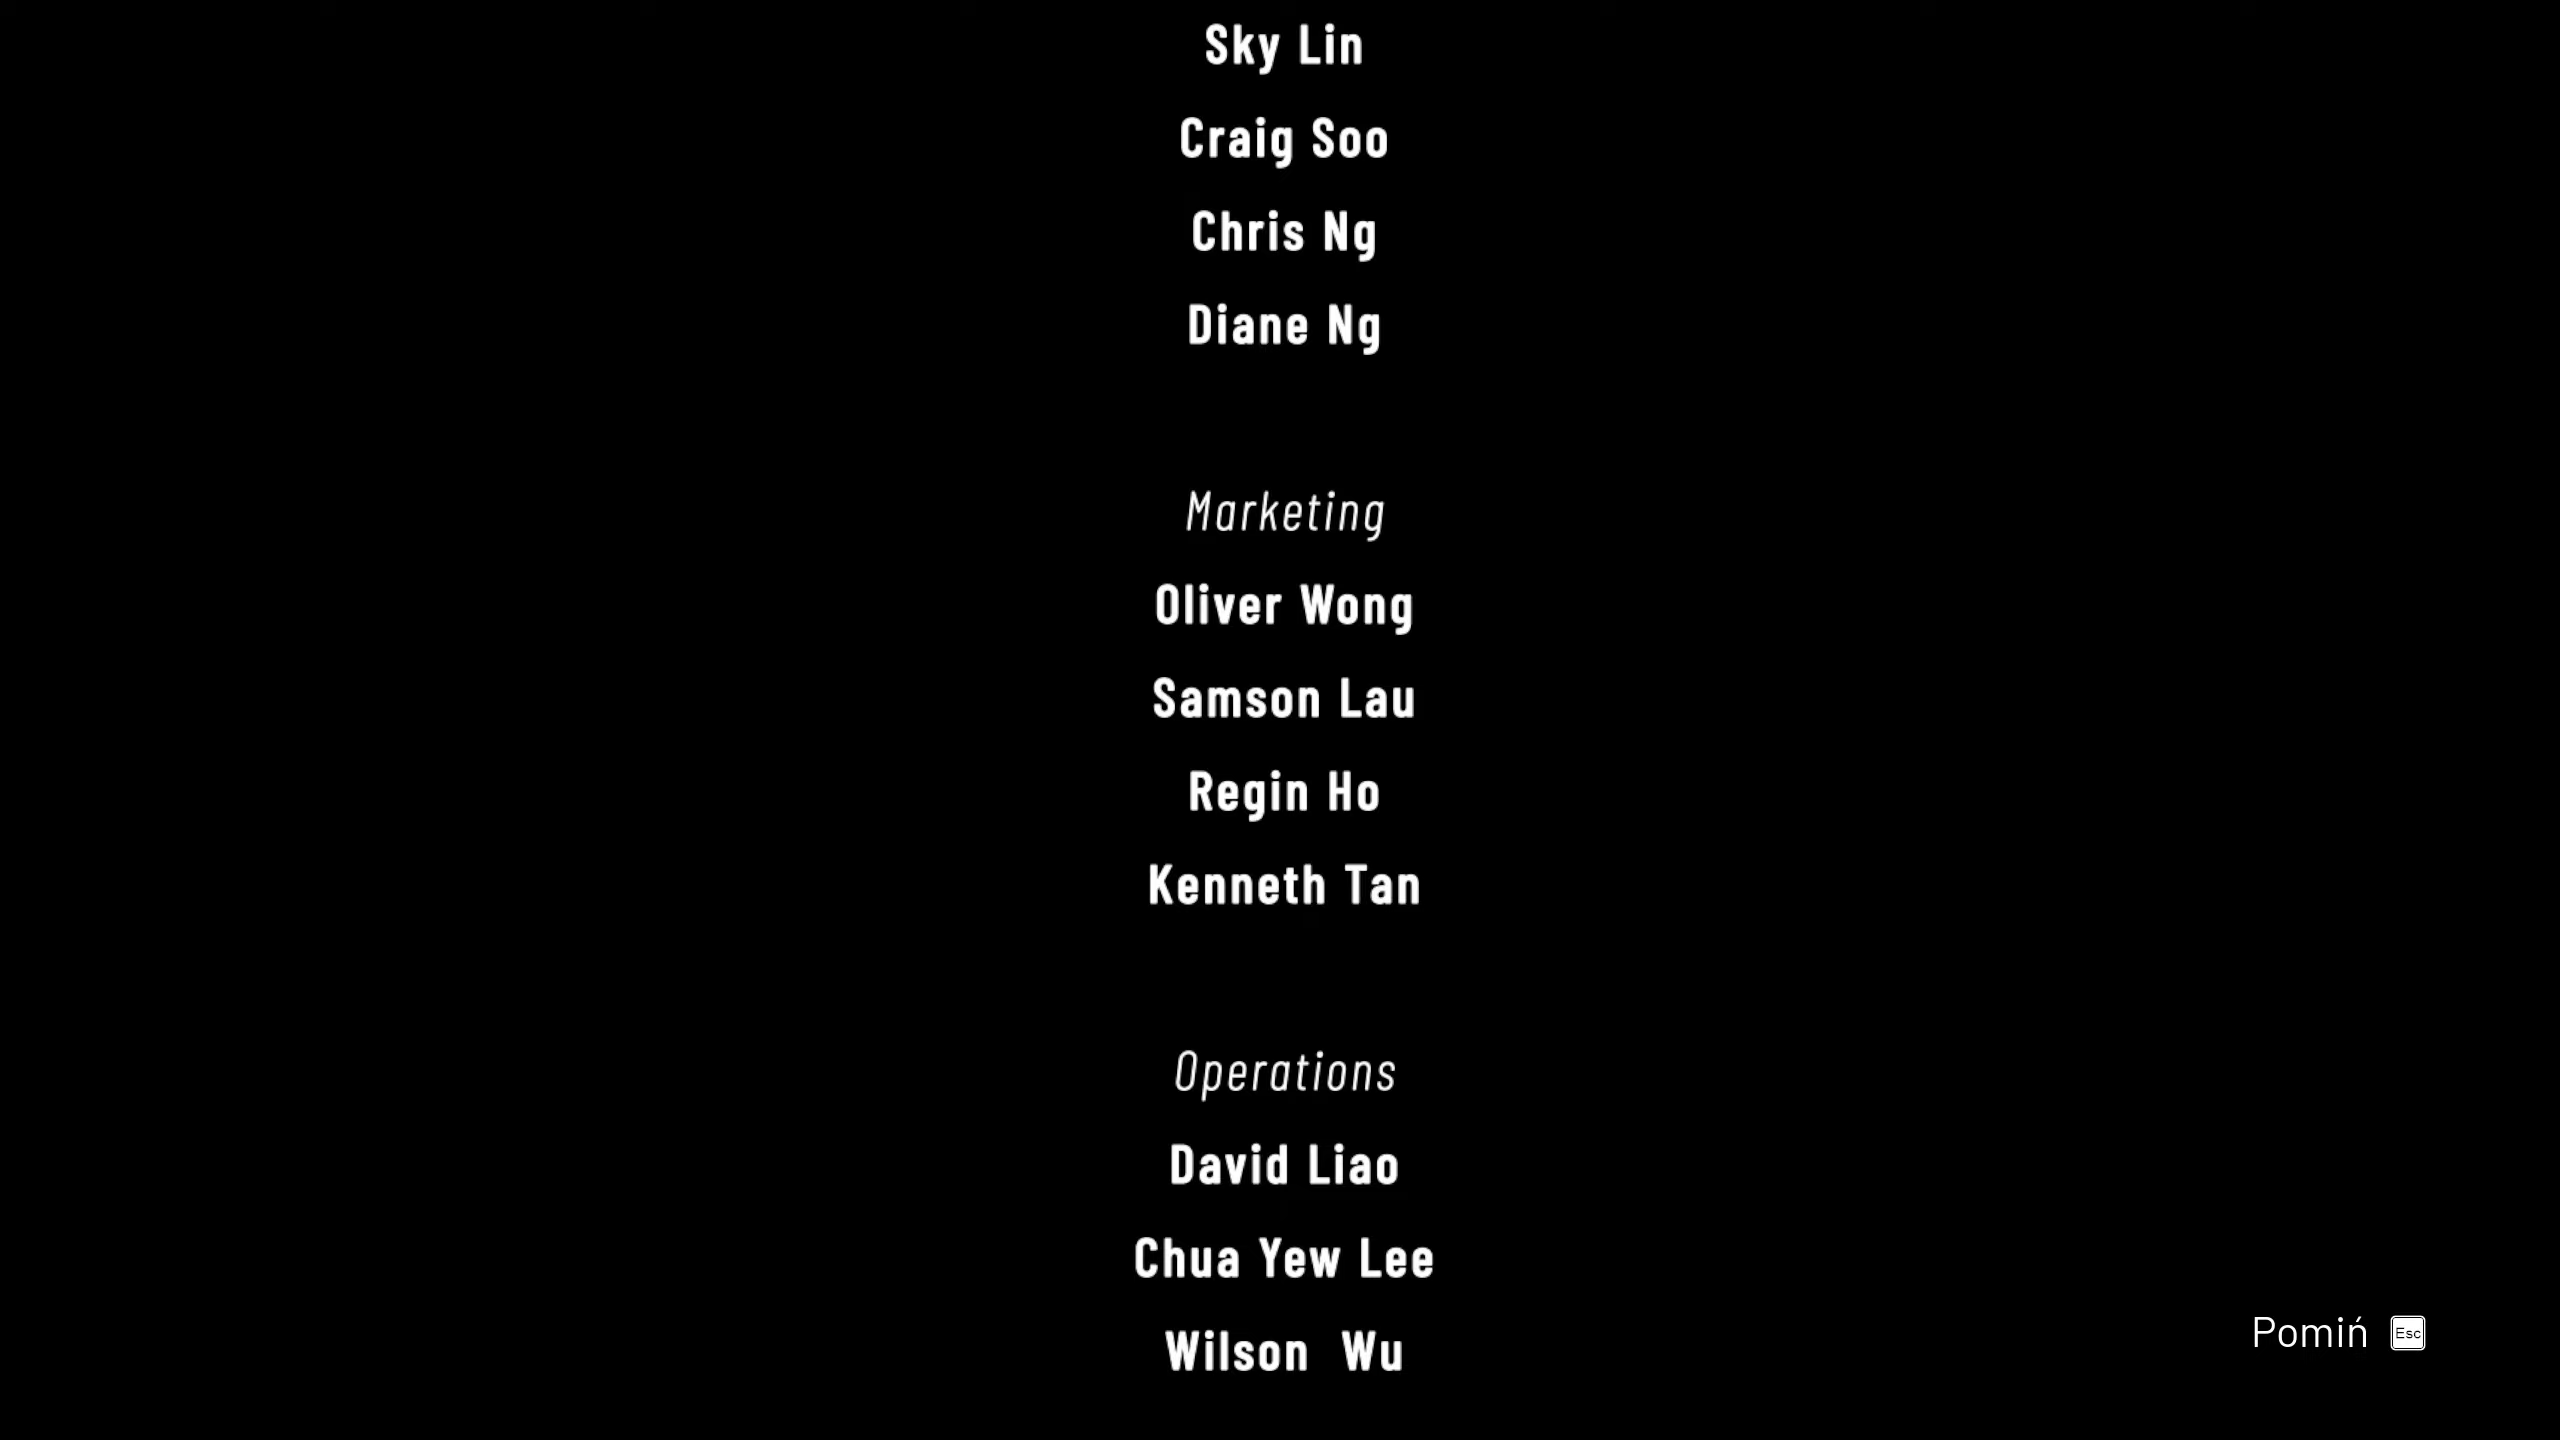 Sky Lin
Craig Soo
Chris Ng
Diane Ng
Marketing
Oliver Wong
Samson Lau
Regin Ho
Kenneth Tan
Operations
David Liao
Chua Yew Lee
Wilson  Wu
Pomiń Esc